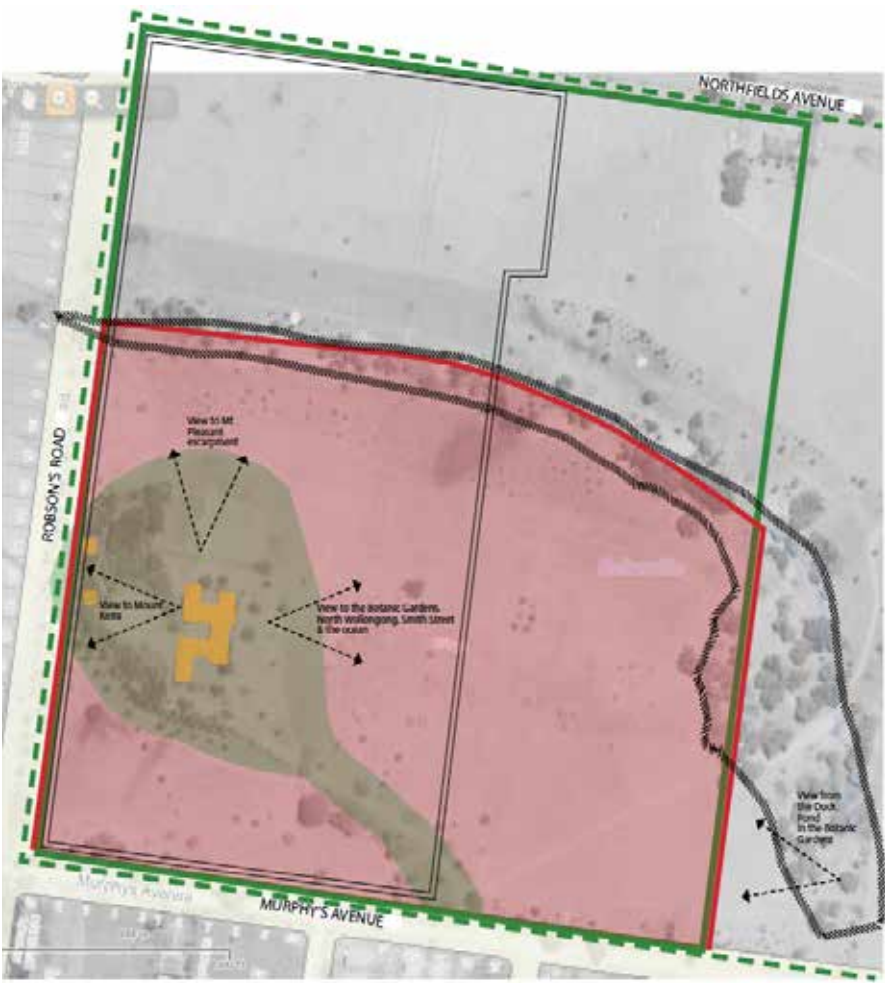 NORTHFIELDS AVENUE
ROBSON'S ROAD
View to Mt
Pleasant
escarpment
View to Mount
Keira
View to the Botanic Gardens,
North Wollongong, Smith Street
& the ocean
View from
the Duck
Pond
in the Botanic
Gardens
Murphys Avenue
MURPHY'S AVENUE